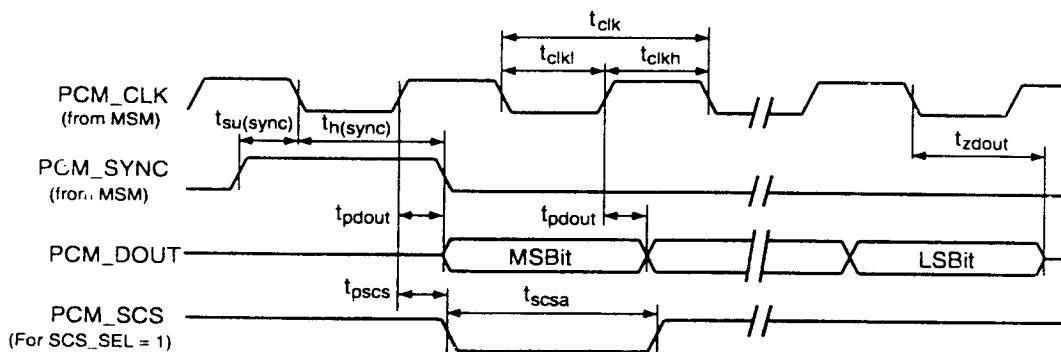 t_clk
t_clkl t_clkh
PCM_CLK
(from MSM)
t_su(sync) t_h(sync)
t_zdout
PCM_SYNC
(from MSM)
t_pdout t_pdout
PCM_DOUT MSBit LSBit
t_pscs t_scsa
PCM_SCS
(For SCS_SEL = 1)